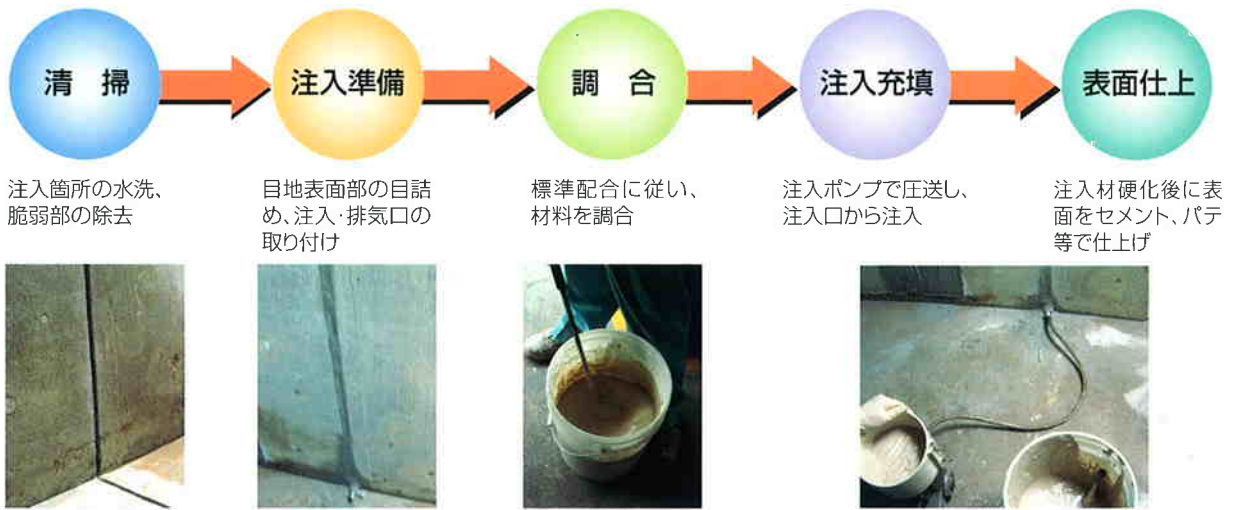 清 掃
注入準備
調 合
注入充填
表面仕上
注入箇所の水洗、
脆弱部の除去
目地表面部の目詰
め、注入・排気口の
取り付け
標準配合に従い、
材料を調合
注入ポンプで圧送し、
注入口から注入
注入材硬化後に表
面をセメント、パテ
等で仕上げ